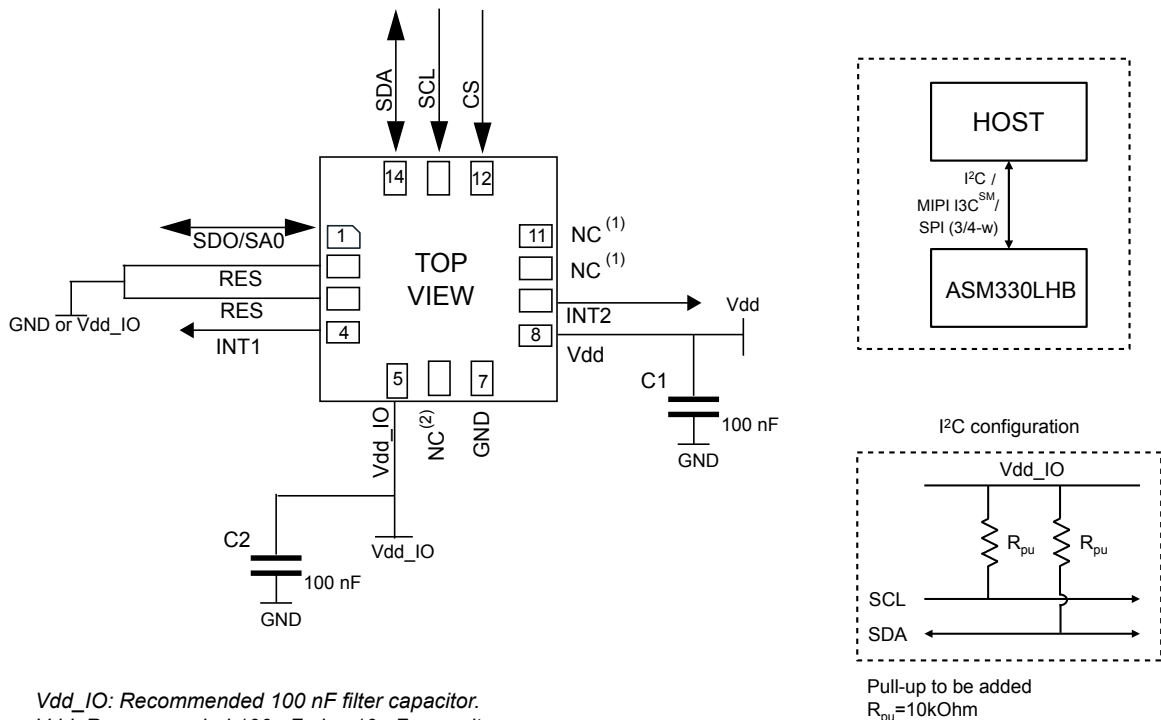 SDA
SCL
CS
14
12
SDO/SA0
1
11
NC (1)
TOP
VIEW
NC (1)
RES
RES
GND or Vdd_IO
INT2
Vdd
4
INT1
8
Vdd
5
7
Vdd_IO
NC(2)
GND
C1
100 nF
GND
C2
100 nF
GND
Vdd_IO
HOST
I2C /
MIPI I3CSM/
SPI (3/4-w)
ASM330LHB
I2C configuration
Vdd_IO
Rpu
Rpu
SCL
SDA
Pull-up to be added
Rpu=10kOhm
Vdd_IO: Recommended 100 nF filter capacitor.